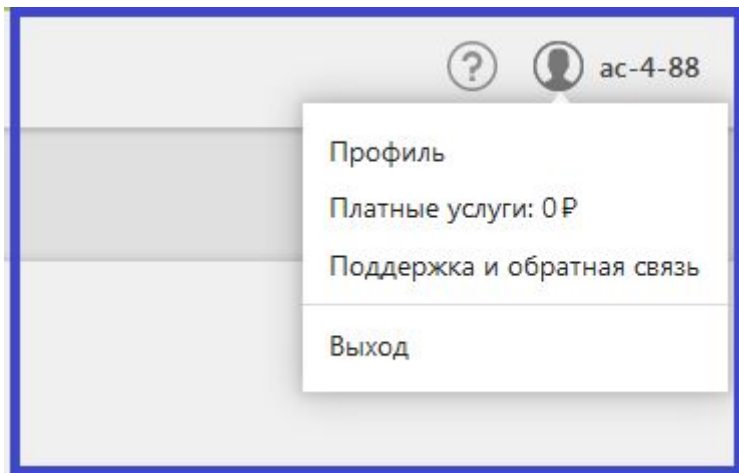 ? ac-4-88
Профиль
Платные услуги: 0 ₽
Поддержка и обратная связь
Выход